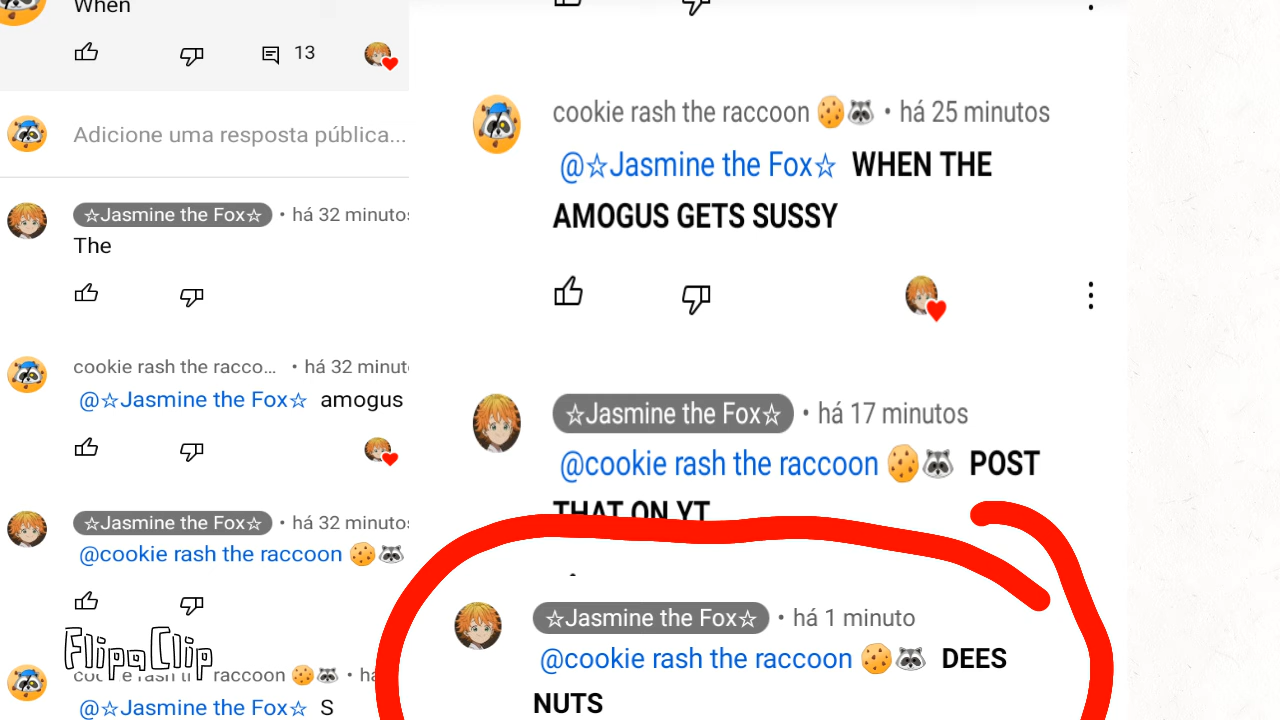 When
13
Adicione uma resposta pública...
☆Jasmine the Fox☆ • há 32 minutos
The
cookie rash the racco... • há 32 minut
@☆Jasmine the Fox☆ amogus
☆Jasmine the Fox☆ • há 32 minutos
@cookie rash the raccoon 🍪🦝
FlipaClip
raccoon 🍪🦝 • há
@☆Jasmine the Fox☆ S
cookie rash the raccoon 🍪🦝 • há 25 minutos
@☆Jasmine the Fox☆ WHEN THE
AMOGUS GETS SUSSY
☆Jasmine the Fox☆ • há 17 minutos
@cookie rash the raccoon 🍪🦝 POST
THAT ON YT
☆Jasmine the Fox☆ • há 1 minuto
@cookie rash the raccoon 🍪🦝 DEES
NUTS